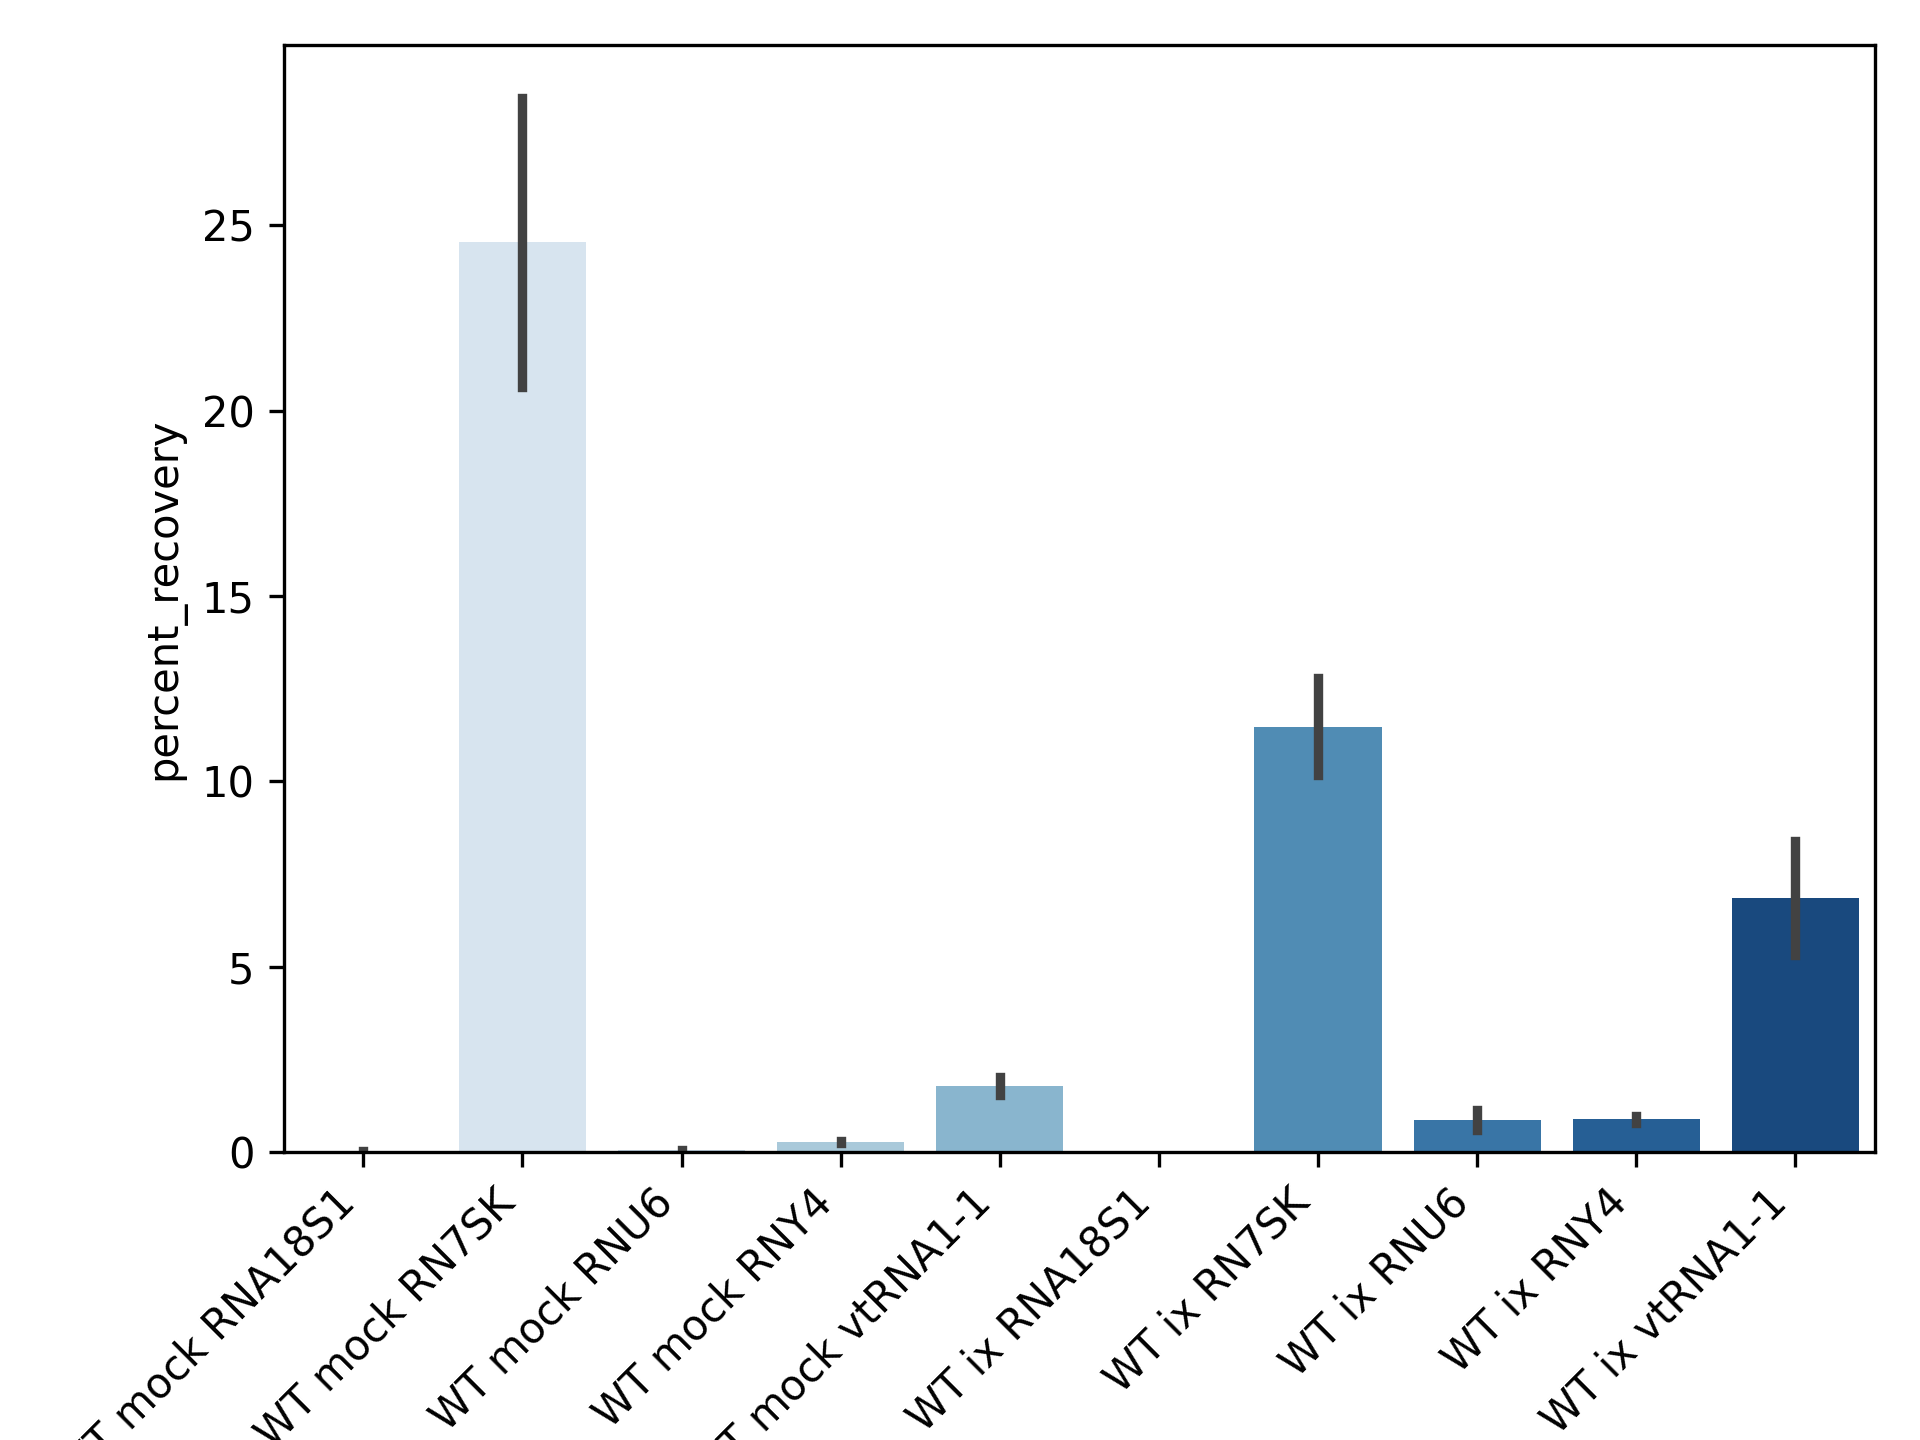 percent_recovery
25
20
15
10
5
0
mock RNA18S1
WT mock RN7SK
WT mock RNU6
WT mock RNY4
mock vtRNA1-1
WT ix RNA18S1
WT ix RN7SK
WT ix RNU6
WT ix RNY4
WT ix vtRNA1-1